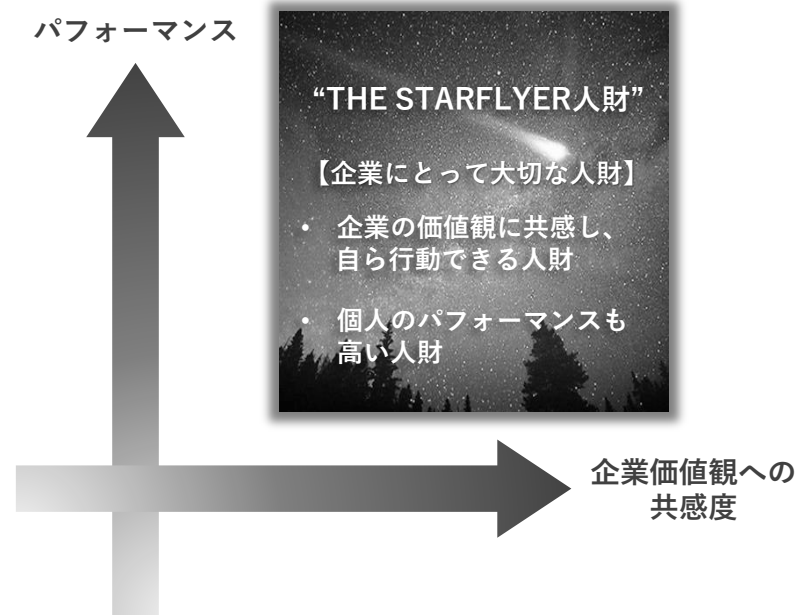 パフォーマンス
“THE STARFLYER人財”
【企業にとって大切な人財】
• 企業の価値観に共感し、
自ら行動できる人財
• 個人のパフォーマンスも
高い人財
企業価値観への
共感度